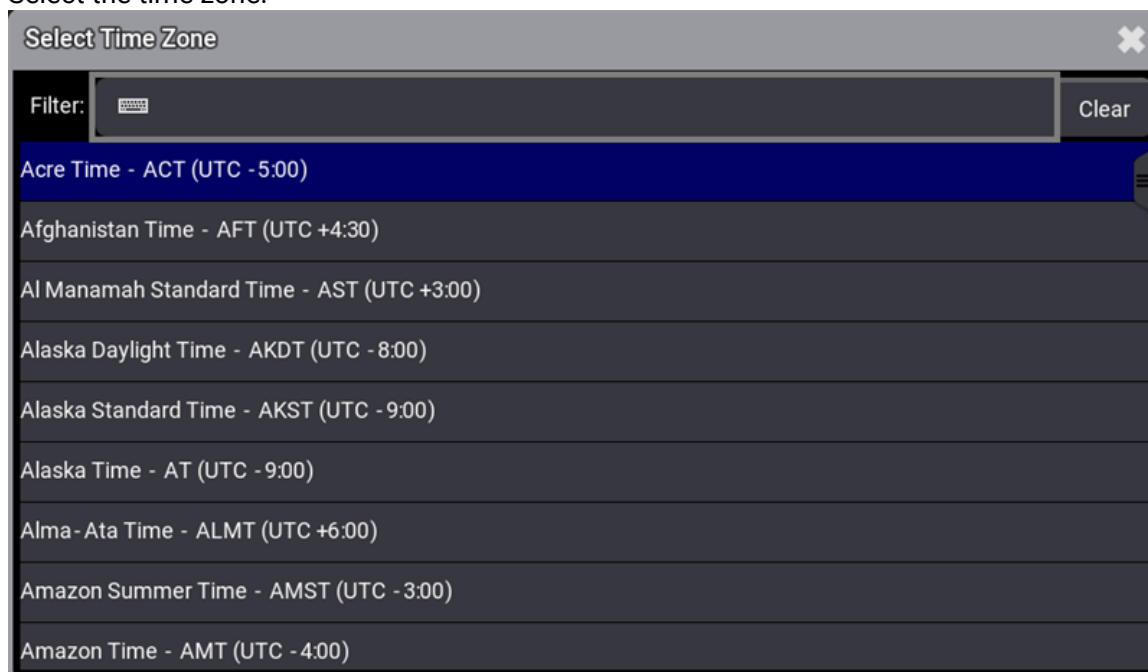 Select the time zone.
Select Time Zone
Filter:
Clear
Acre Time - ACT (UTC -5:00)
Afghanistan Time - AFT (UTC +4:30)
Al Manamah Standard Time - AST (UTC +3:00)
Alaska Daylight Time - AKDT (UTC -8:00)
Alaska Standard Time - AKST (UTC -9:00)
Alaska Time - AT (UTC -9:00)
Alma-Ata Time - ALMT (UTC +6:00)
Amazon Summer Time - AMST (UTC -3:00)
Amazon Time - AMT (UTC -4:00)